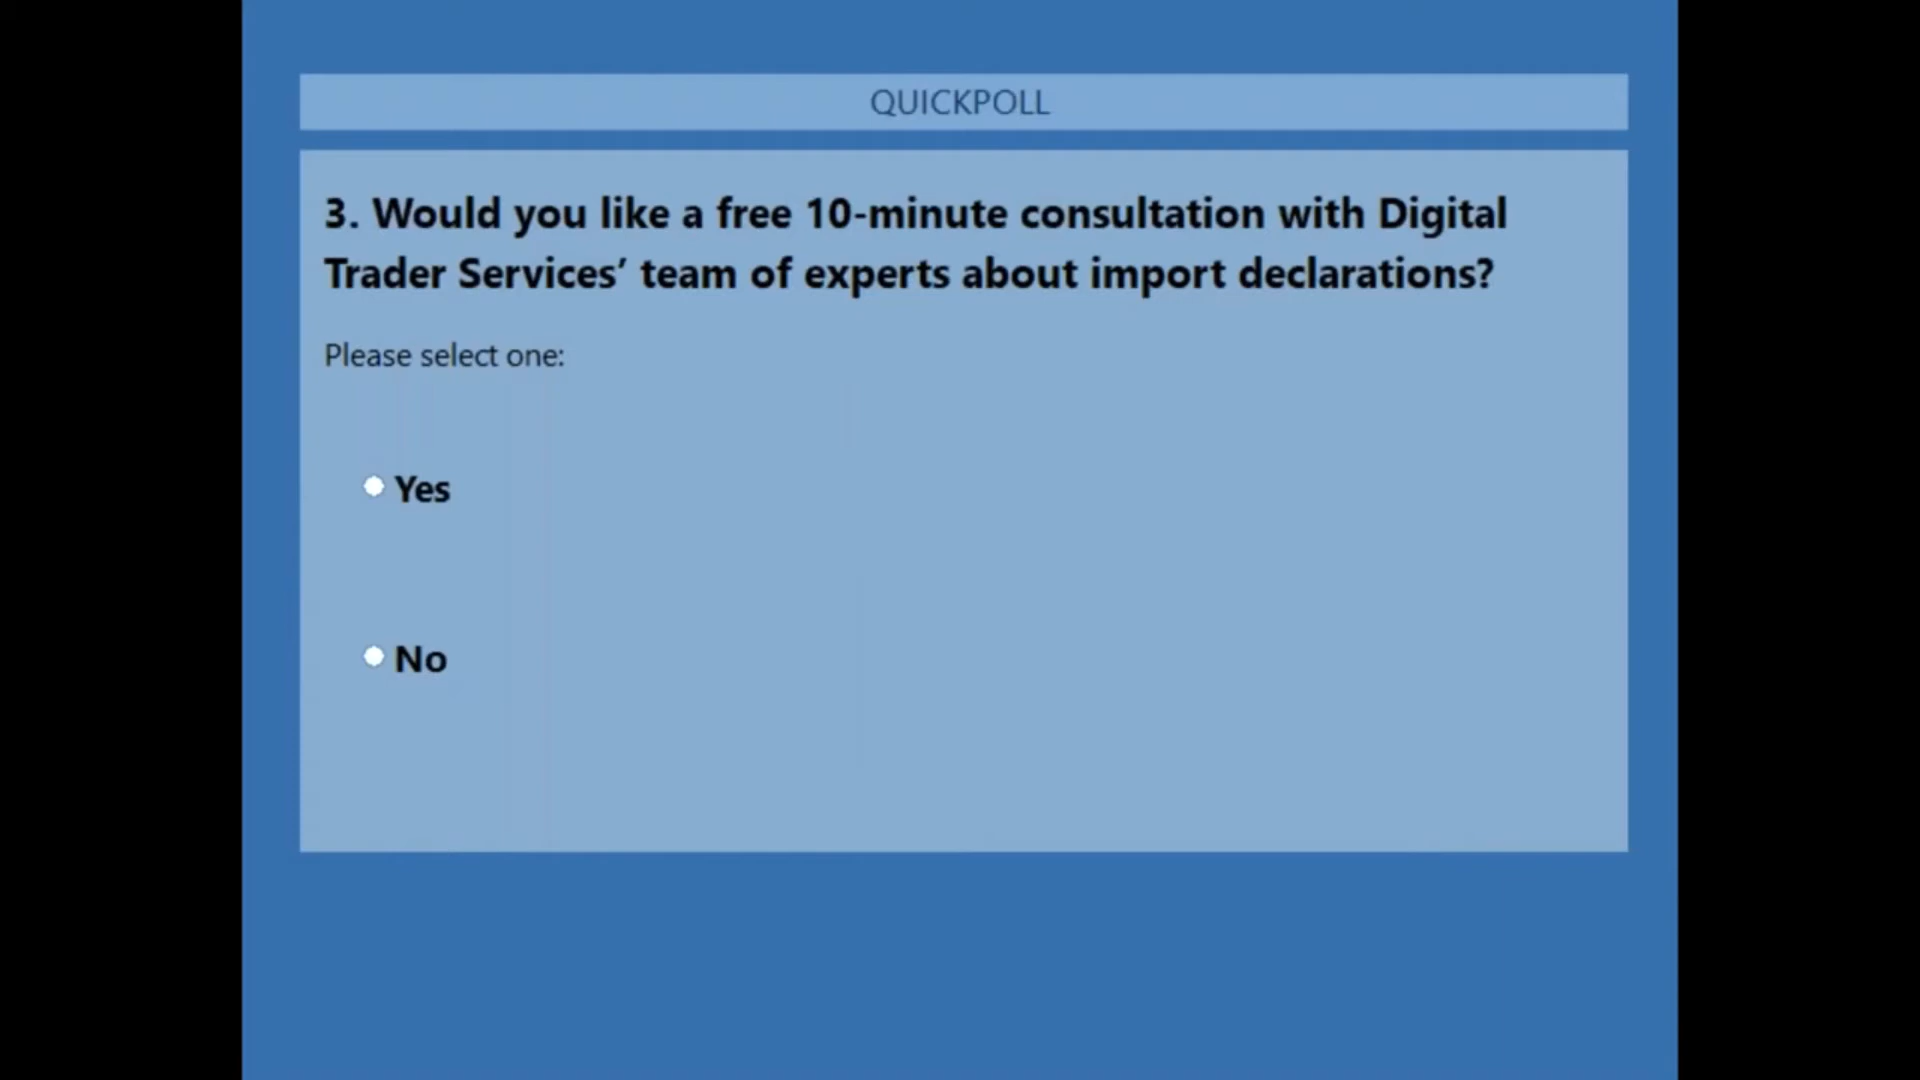 QUICKPOLL
3. Would you like a free 10-minute consultation with Digital
Trader Services’ team of experts about import declarations?
Please select one:
Yes
No